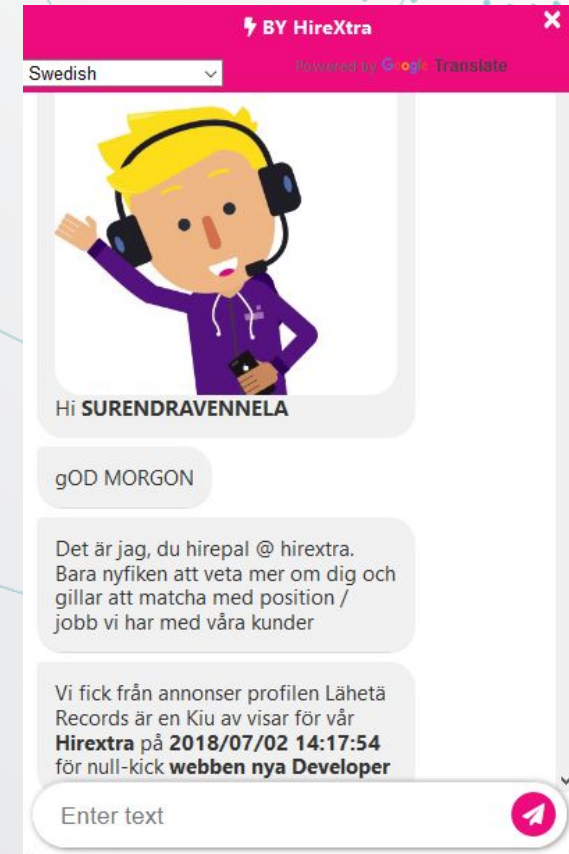 BY HireXtra
Swedish
Powered by Google Translate
Hi SURENDRAVENNELA
gOD MORGON
Det är jag, du hirepal @ hirextra.
Bara nyfiken att veta mer om dig och
gillar att matcha med position /
jobb vi har med våra kunder
Vi fick från annonser profilen Lähetä
Records är en Kiu av visar för vår
Hirextra på 2018/07/02 14:17:54
för null-kick webben nya Developer
Enter text